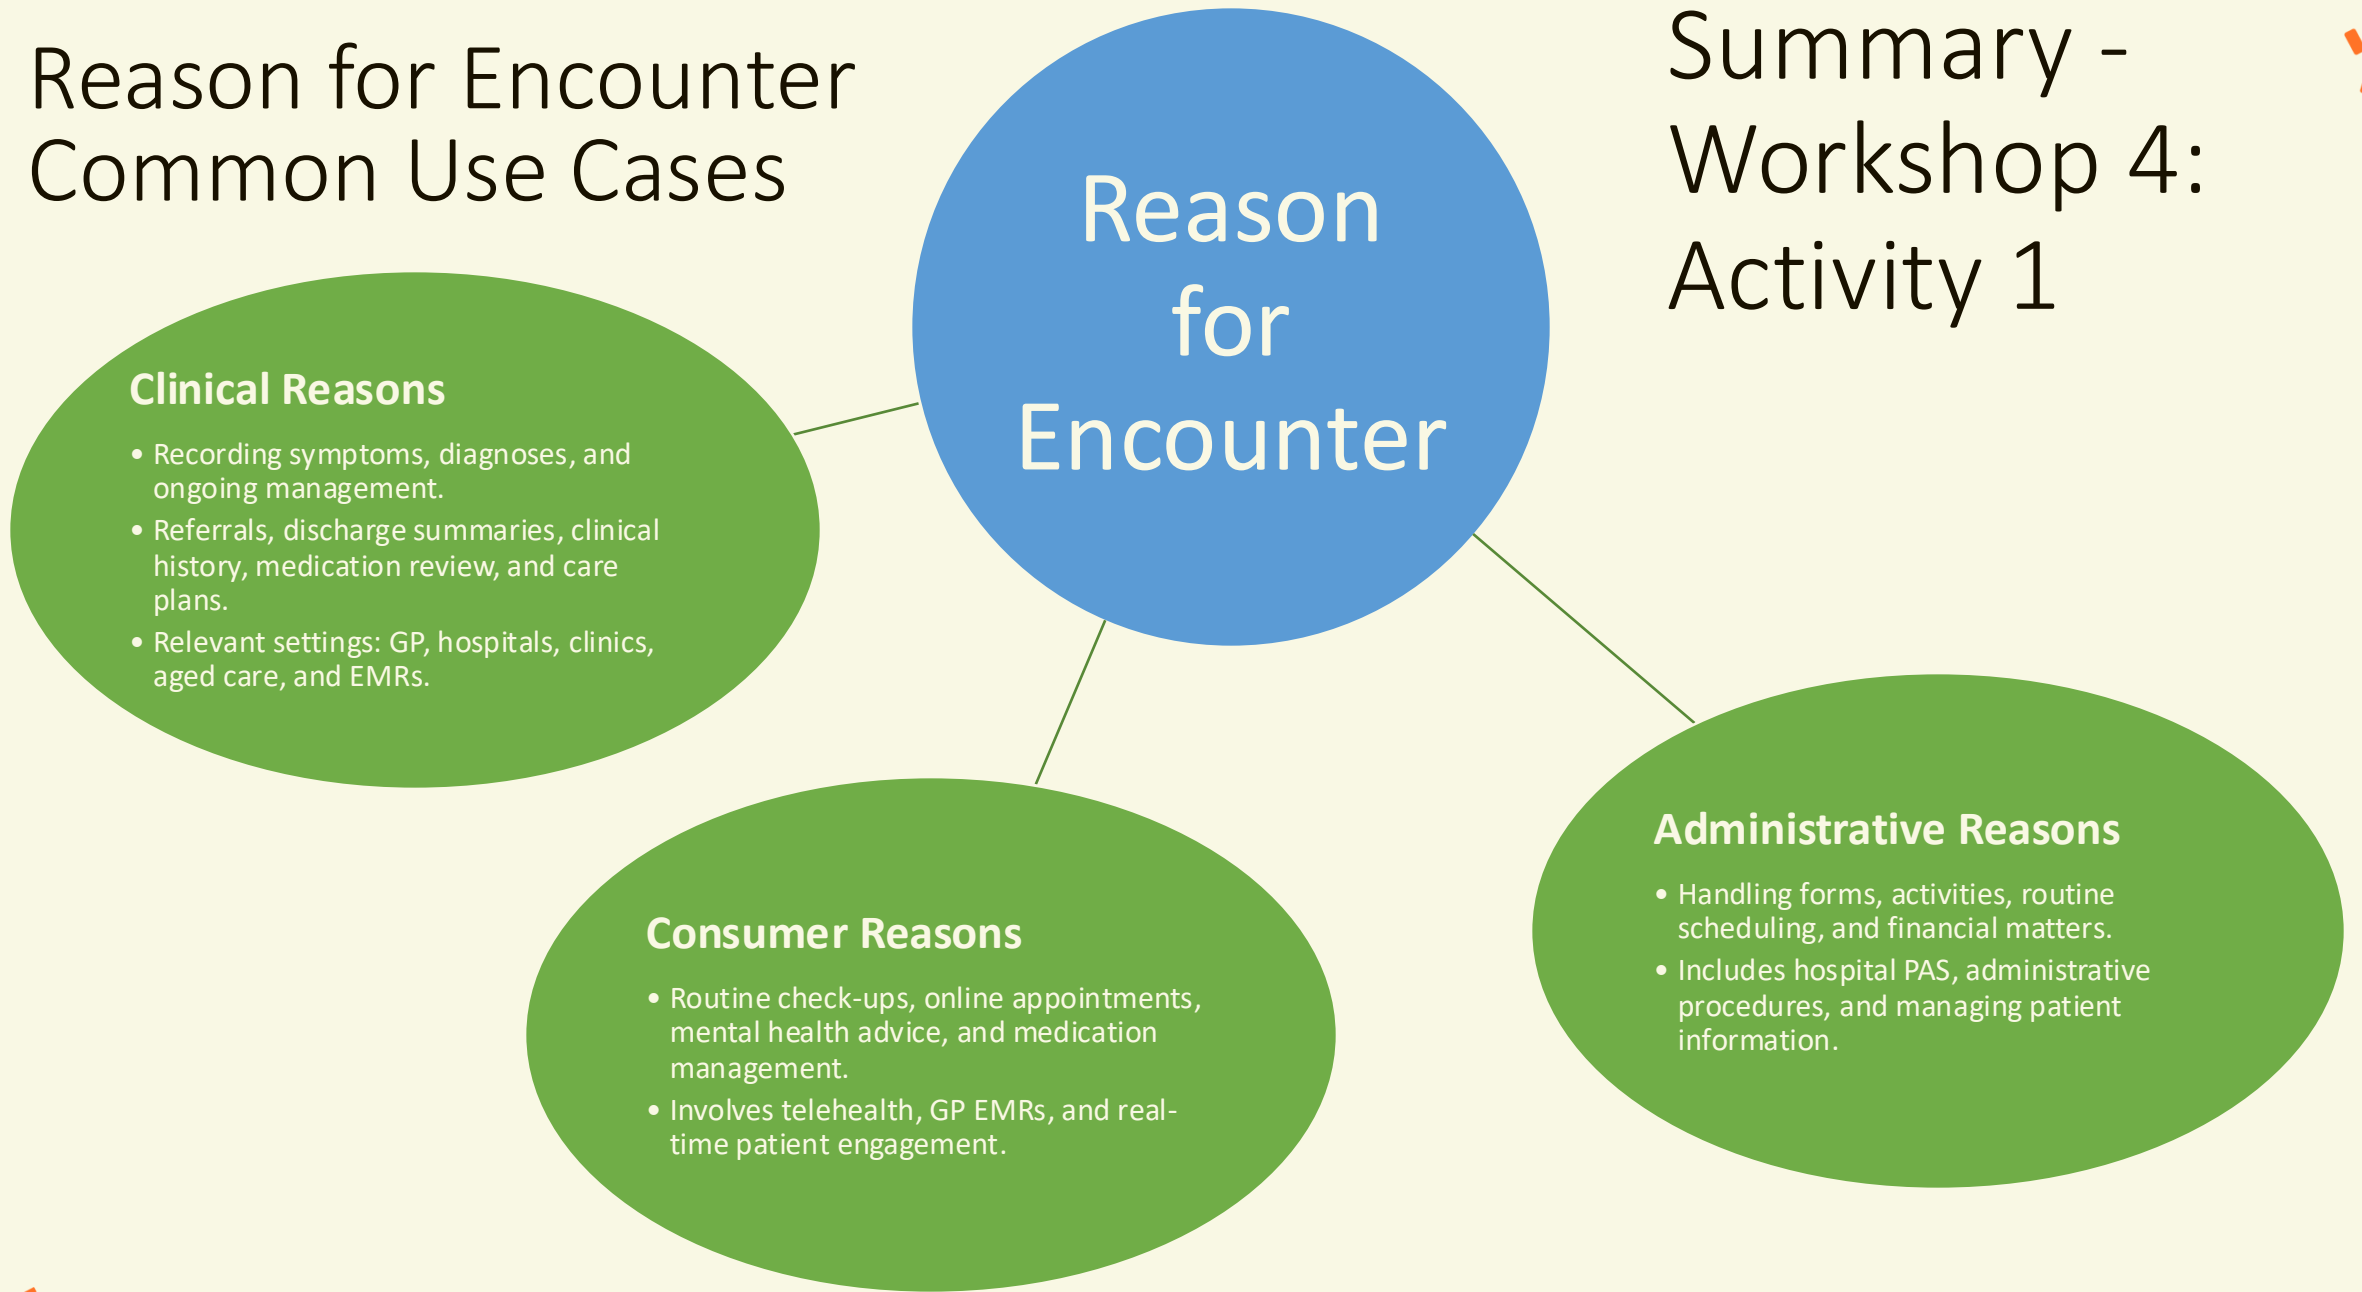 Reason for Encounter
Common Use Cases
Summary -
Workshop 4:
Activity 1
Reason
for
Encounter
Clinical Reasons
• Recording symptoms, diagnoses, and
ongoing management.
• Referrals, discharge summaries, clinical
history, medication review, and care
plans.
• Relevant settings: GP, hospitals, clinics,
aged care, and EMRs.
Consumer Reasons
• Routine check-ups, online appointments,
mental health advice, and medication
management.
• Involves telehealth, GP EMRs, and real-
time patient engagement.
Administrative Reasons
• Handling forms, activities, routine
scheduling, and financial matters.
• Includes hospital PAS, administrative
procedures, and managing patient
information.